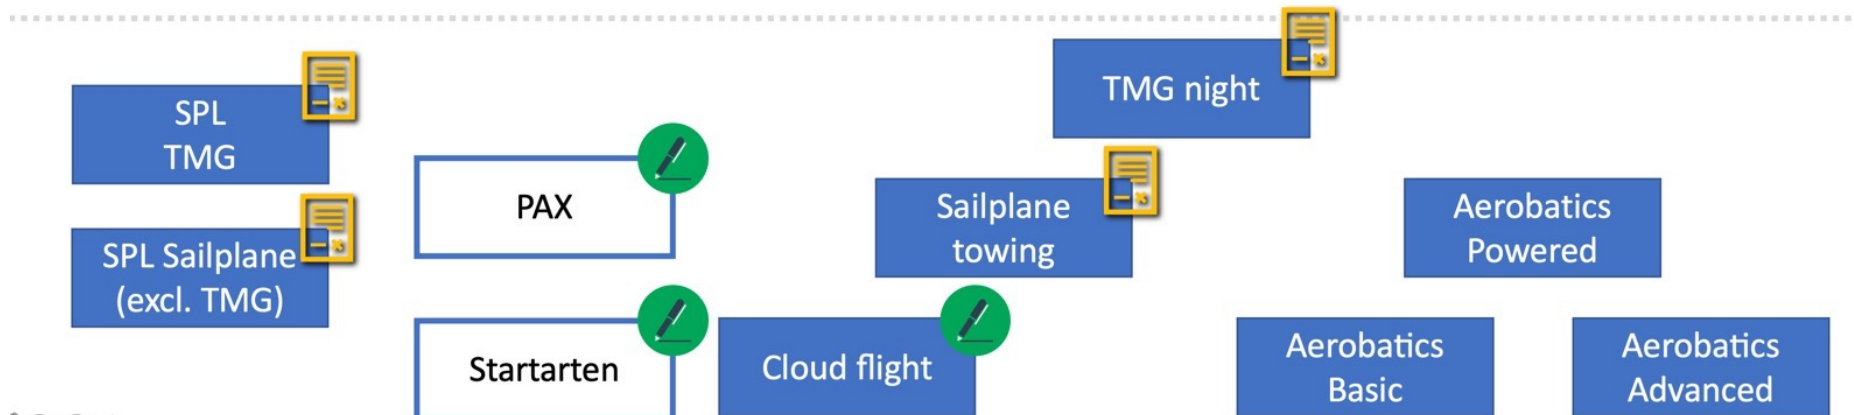 TMG night
SPL
TMG
PAX
Sailplane
towing
Aerobatics
Powered
SPL Sailplane
(excl. TMG)
Startarten
Cloud flight
Aerobatics
Basic
Aerobatics
Advanced